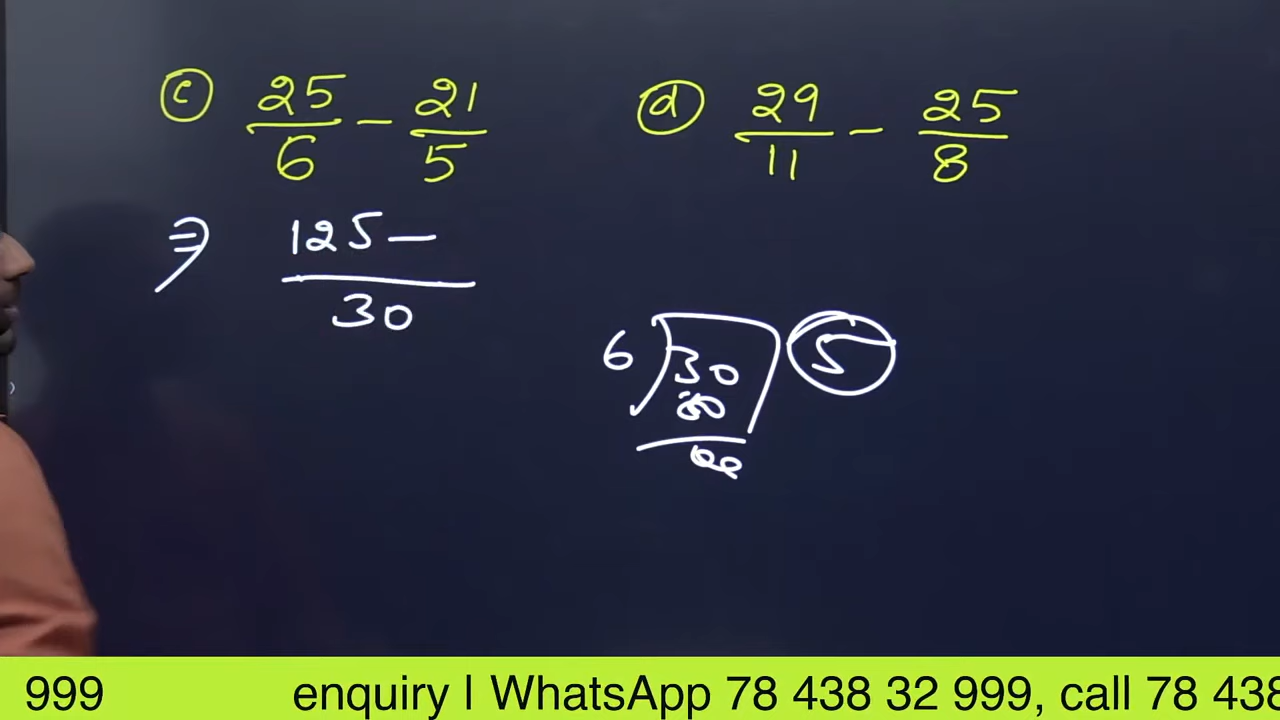 (c) 25/6 - 21/5
(d) 29/11 - 25/8
⇒ 125 - / 30
6 ) 30 ( 5
999 enquiry | WhatsApp 78 438 32 999, call 78 438